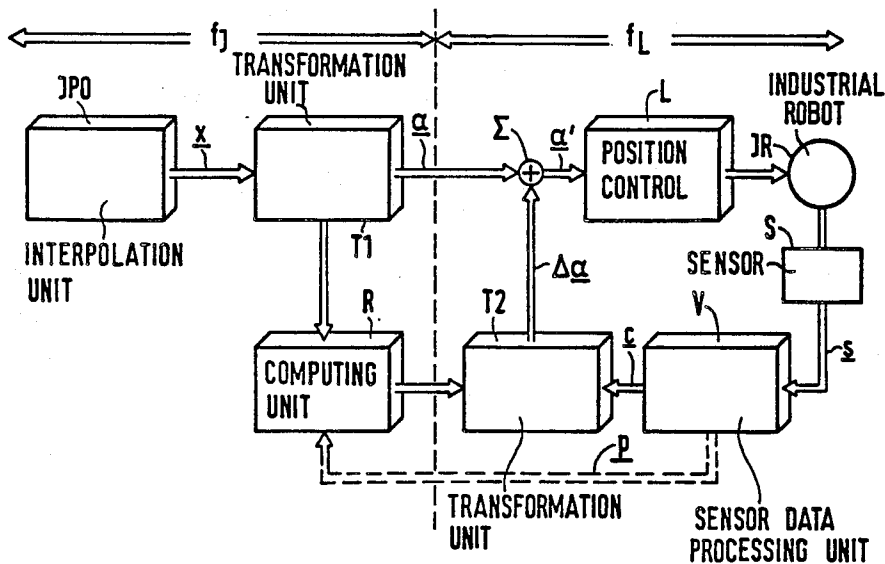 fJ
fL
TRANSFORMATION
UNIT
INDUSTRIAL
ROBOT
JPO
x
α
Σ
α'
L
POSITION
CONTROL
JR
INTERPOLATION
UNIT
T1
S
SENSOR
Δα
R
COMPUTING
UNIT
T2
c
V
s
p
TRANSFORMATION
UNIT
SENSOR DATA
PROCESSING UNIT